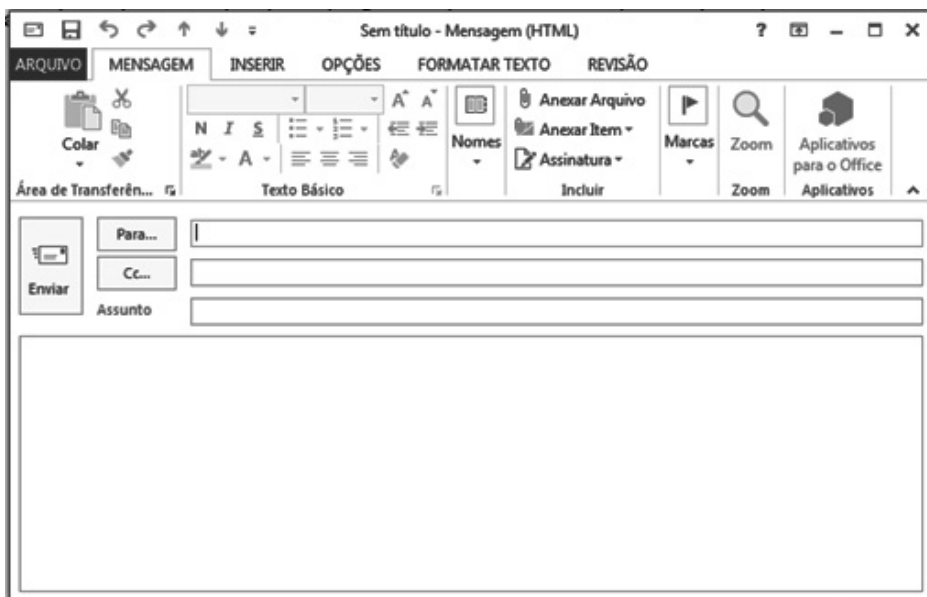 Sem título - Mensagem (HTML) ?
ARQUIVO MENSAGEM INSERIR OPÇÕES FORMATAR TEXTO REVISÃO
Colar
Área de Transferên...
N I S
A A
A
Texto Básico
Nomes
Anexar Arquivo
Anexar Item
Assinatura
Incluir
Marcas
Zoom
Zoom
Aplicativos
para o Office
Aplicativos
Enviar
Para...
Cc...
Assunto